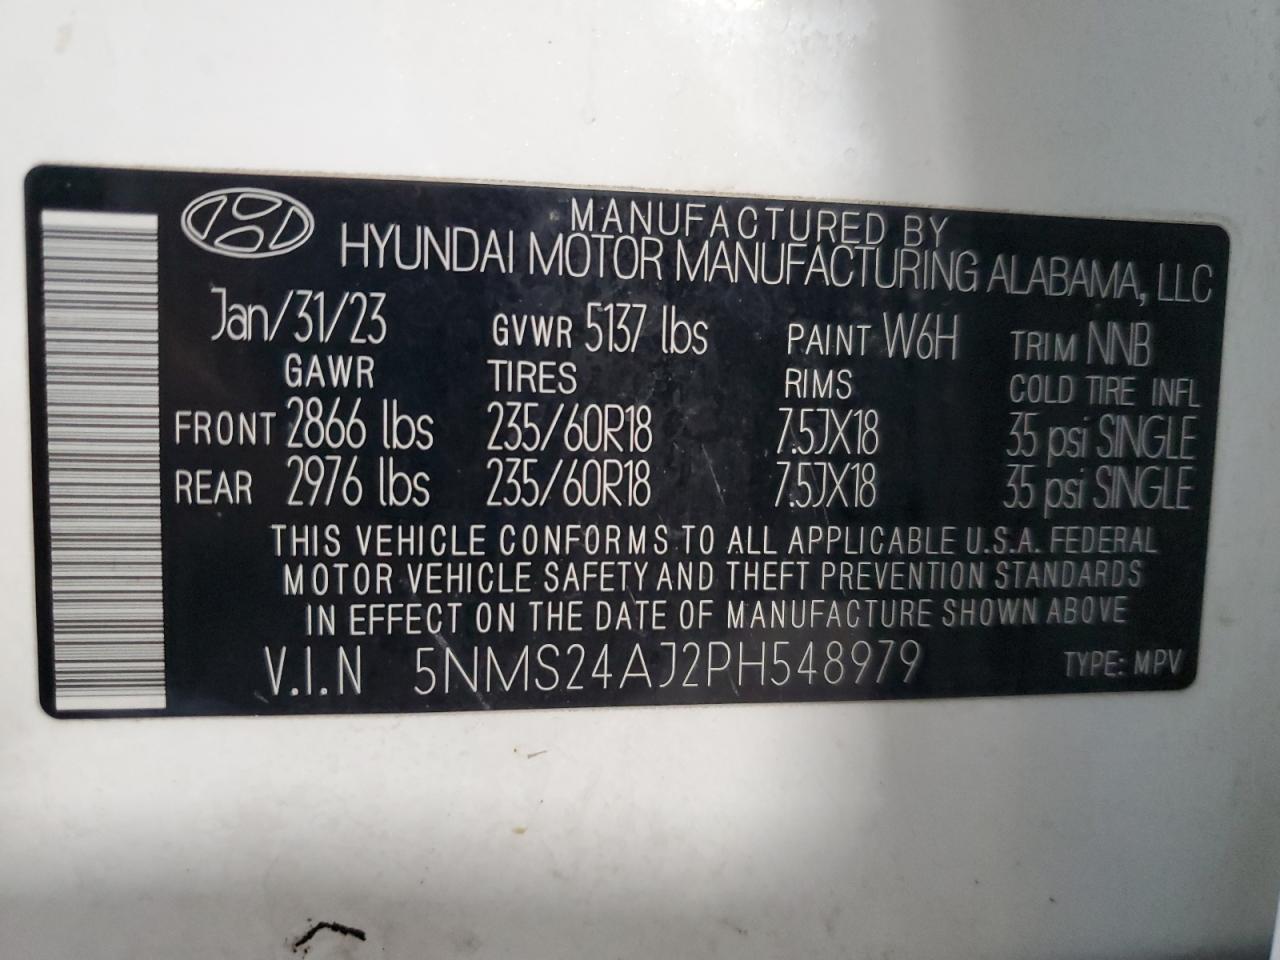 MANUFACTURED BY
HYUNDAI MOTOR MANUFACTURING ALABAMA, LLC
Jan/31/23 GVWR 5137 lbs PAINT W6H TRIM NNB
GAWR TIRES RIMS COLD TIRE INFL
FRONT 2866 lbs 235/60R18 7.5JX18 35 psi SINGLE
REAR 2976 lbs 235/60R18 7.5JX18 35 psi SINGLE
THIS VEHICLE CONFORMS TO ALL APPLICABLE U.S.A. FEDERAL
MOTOR VEHICLE SAFETY AND THEFT PREVENTION STANDARDS
IN EFFECT ON THE DATE OF MANUFACTURE SHOWN ABOVE
V.I.N 5NMS24AJ2PH548979 TYPE: MPV